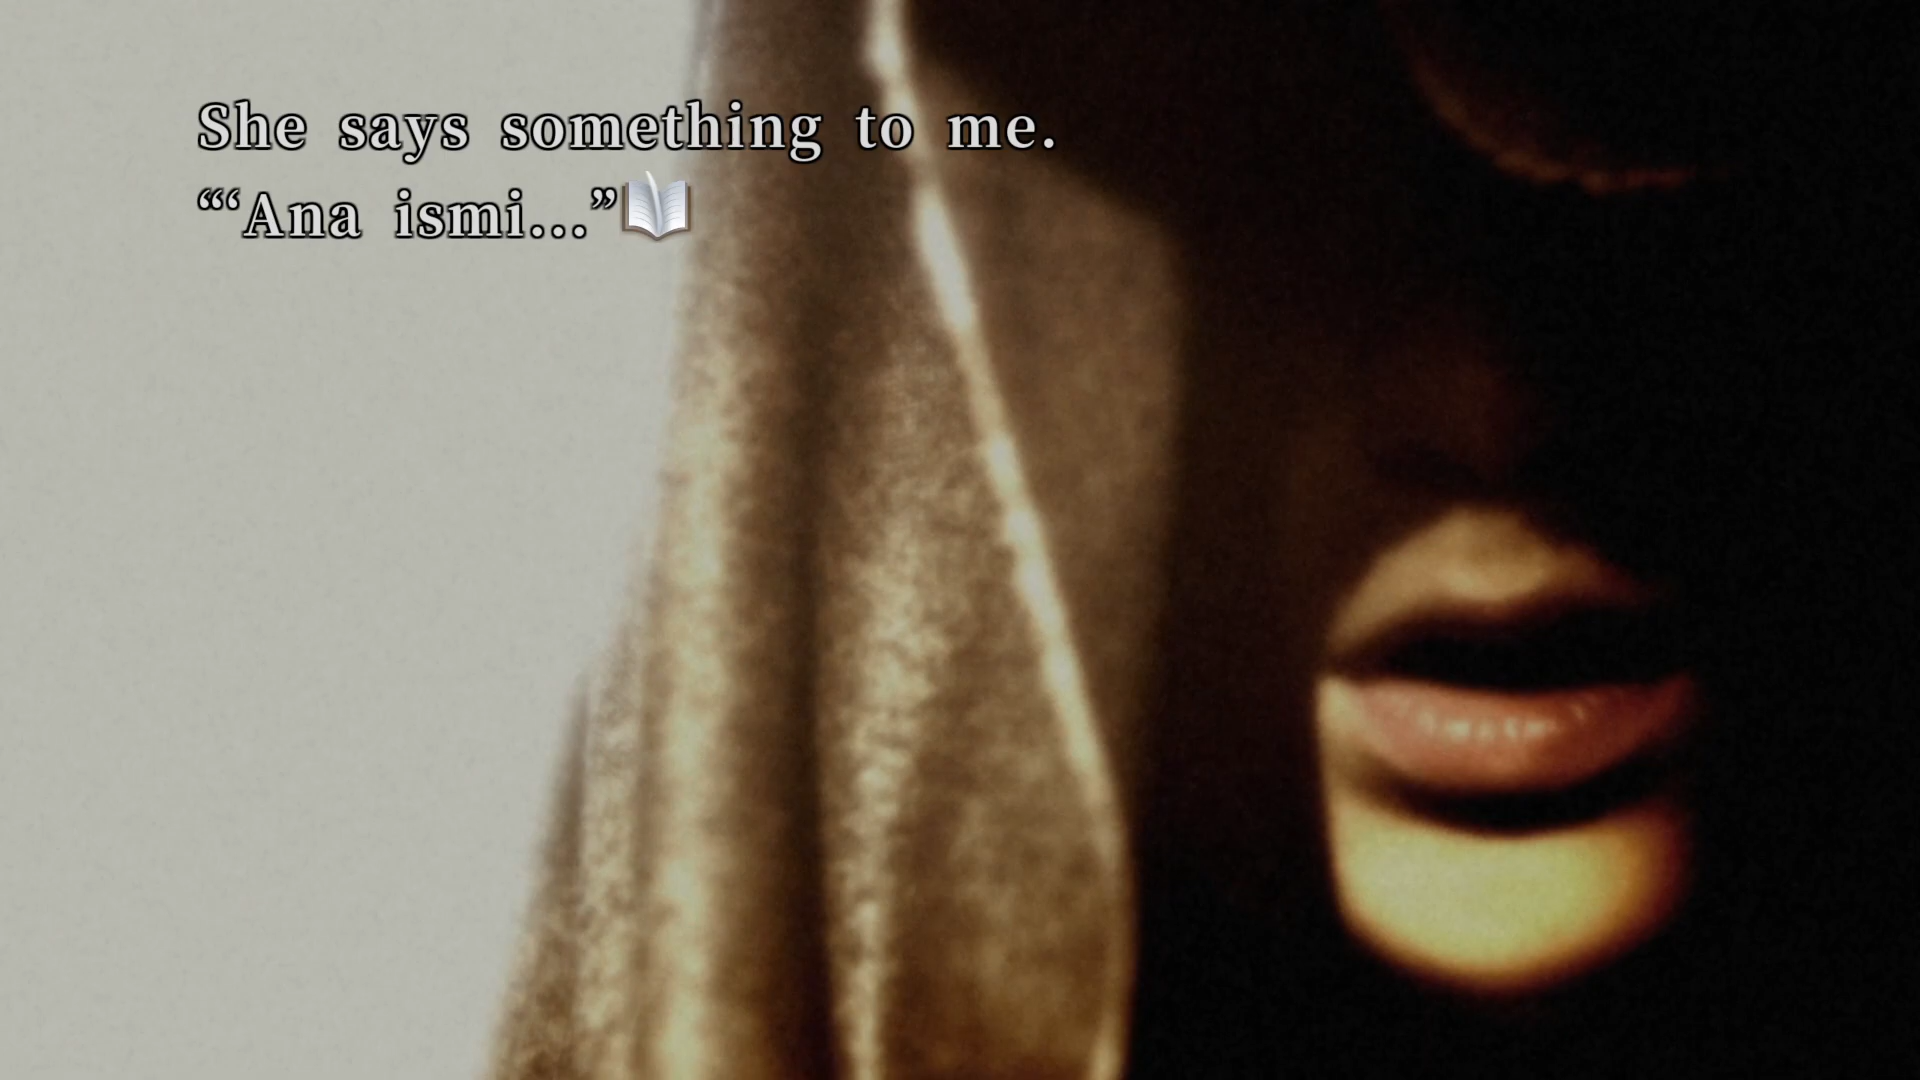 She says something to me.
“‘Ana ismi...”